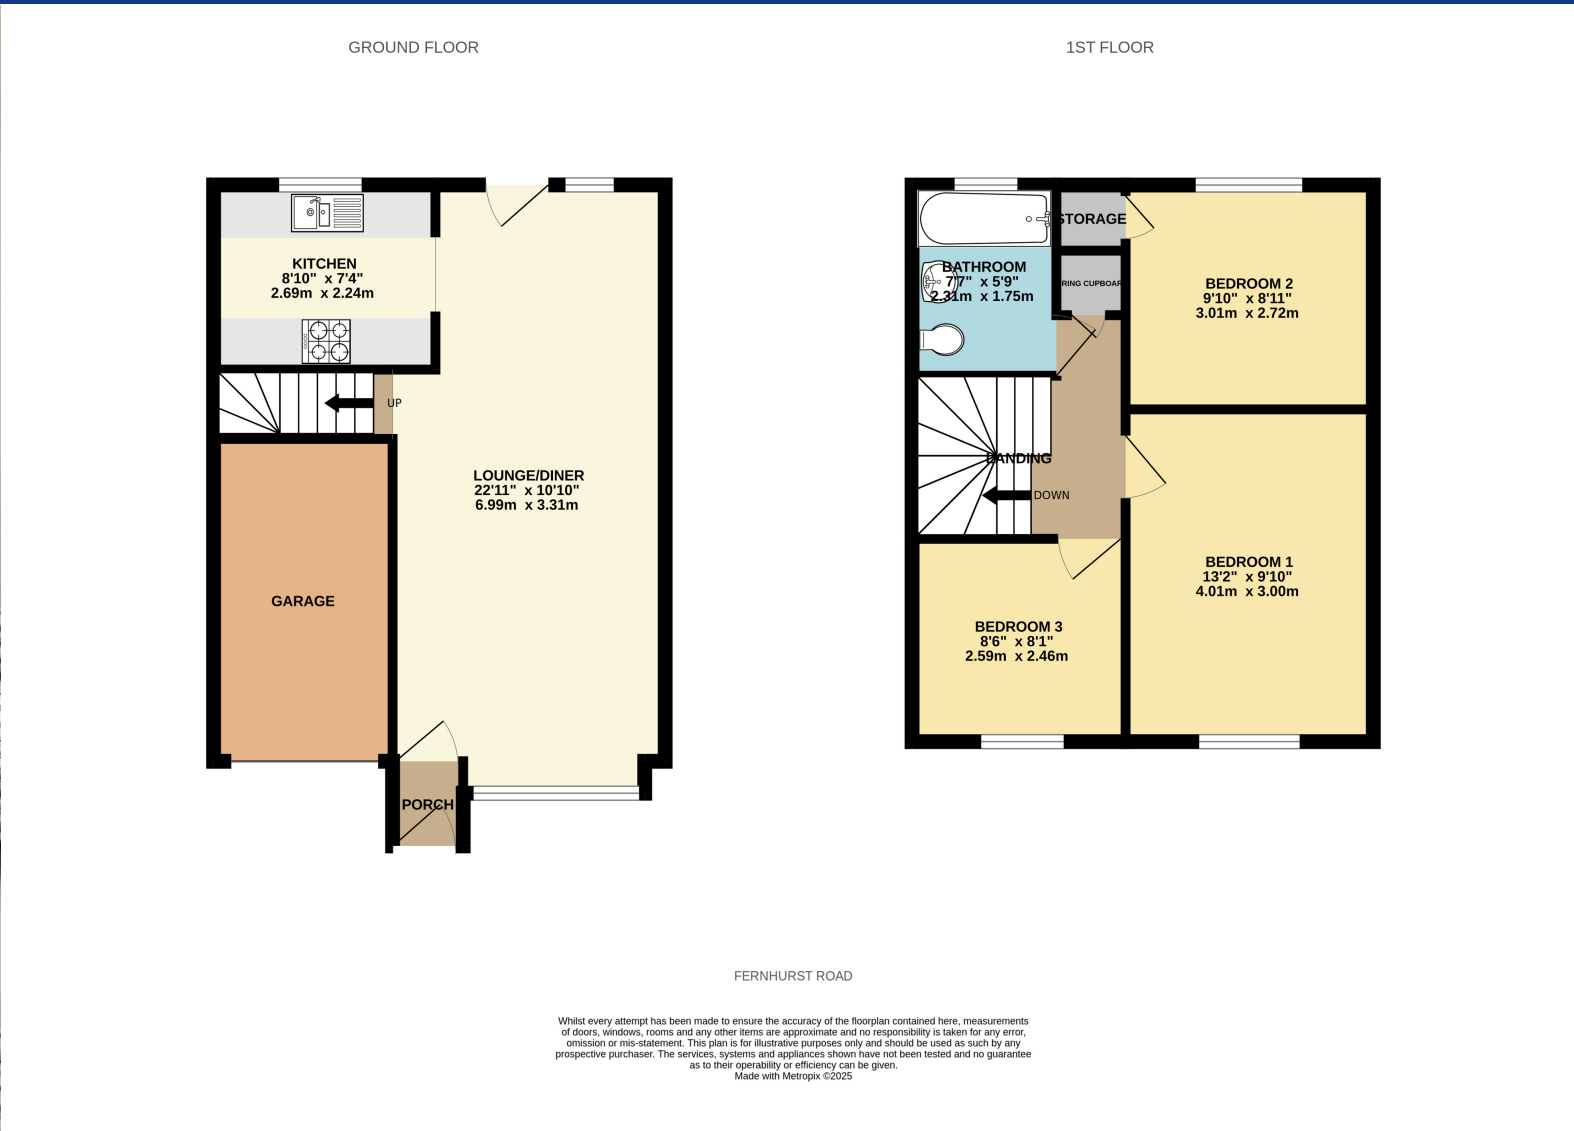 GROUND FLOOR
1ST FLOOR
KITCHEN
8'10" x 7'4"
2.69m x 2.24m
UP
LOUNGE/DINER
22'11" x 10'10"
6.99m x 3.31m
GARAGE
PORCH
STORAGE
BATHROOM
7'7" x 5'9"
2.31m x 1.75m
RING CUPBOAR
BEDROOM 2
9'10" x 8'11"
3.01m x 2.72m
LANDING
DOWN
BEDROOM 1
13'2" x 9'10"
4.01m x 3.00m
BEDROOM 3
8'6" x 8'1"
2.59m x 2.46m
FERNHURST ROAD
Whilst every attempt has been made to ensure the accuracy of the floorplan contained here, measurements
of doors, windows, rooms and any other items are approximate and no responsibility is taken for any error,
omission or mis-statement. This plan is for illustrative purposes only and should be used as such by any
prospective purchaser. The services, systems and appliances shown have not been tested and no guarantee
as to their operability or efficiency can be given.
Made with Metropix ©2025